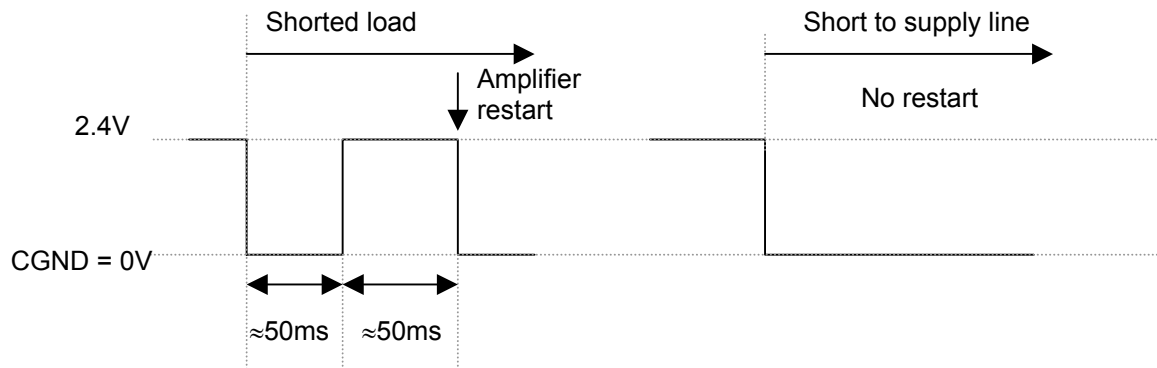 Shorted load
Short to supply line
Amplifier
restart
No restart
2.4V
CGND = 0V
≈50ms
≈50ms